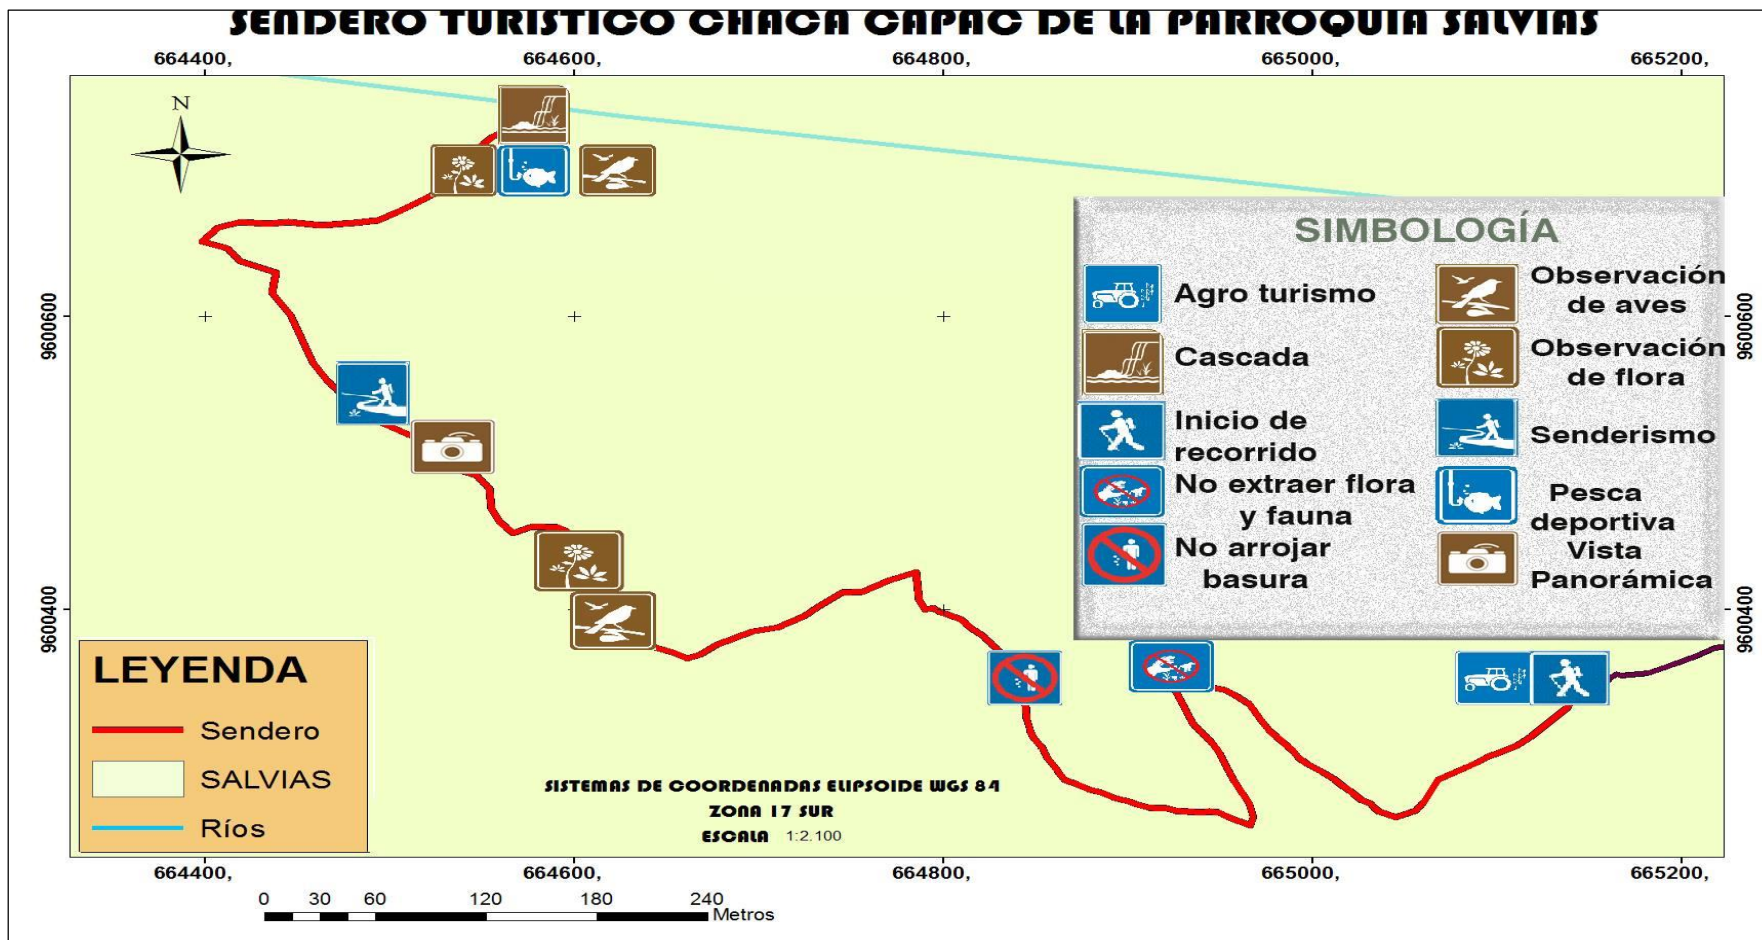 SENDERO TURISTICO CHACA CAPAC DE LA PARROQUIA SALVIAS
664400,
664600,
664800,
665000,
665200,
N
SIMBOLOGÍA
Agro turismo
Cascada
Inicio de
recorrido
No extraer flora
y fauna
No arrojar
basura
Observación
de aves
Observación
de flora
Senderismo
Pesca
deportiva
Vista
Panorámica
9600600
9600600
9600400
9600400
LEYENDA
Sendero
SALVIAS
Ríos
SISTEMAS DE COORDENADAS ELIPSOIDE WGS 84
ZONA 17 SUR
ESCALA 1:2.100
664400,
664600,
664800,
665000,
665200,
0 30 60 120 180 240
Metros